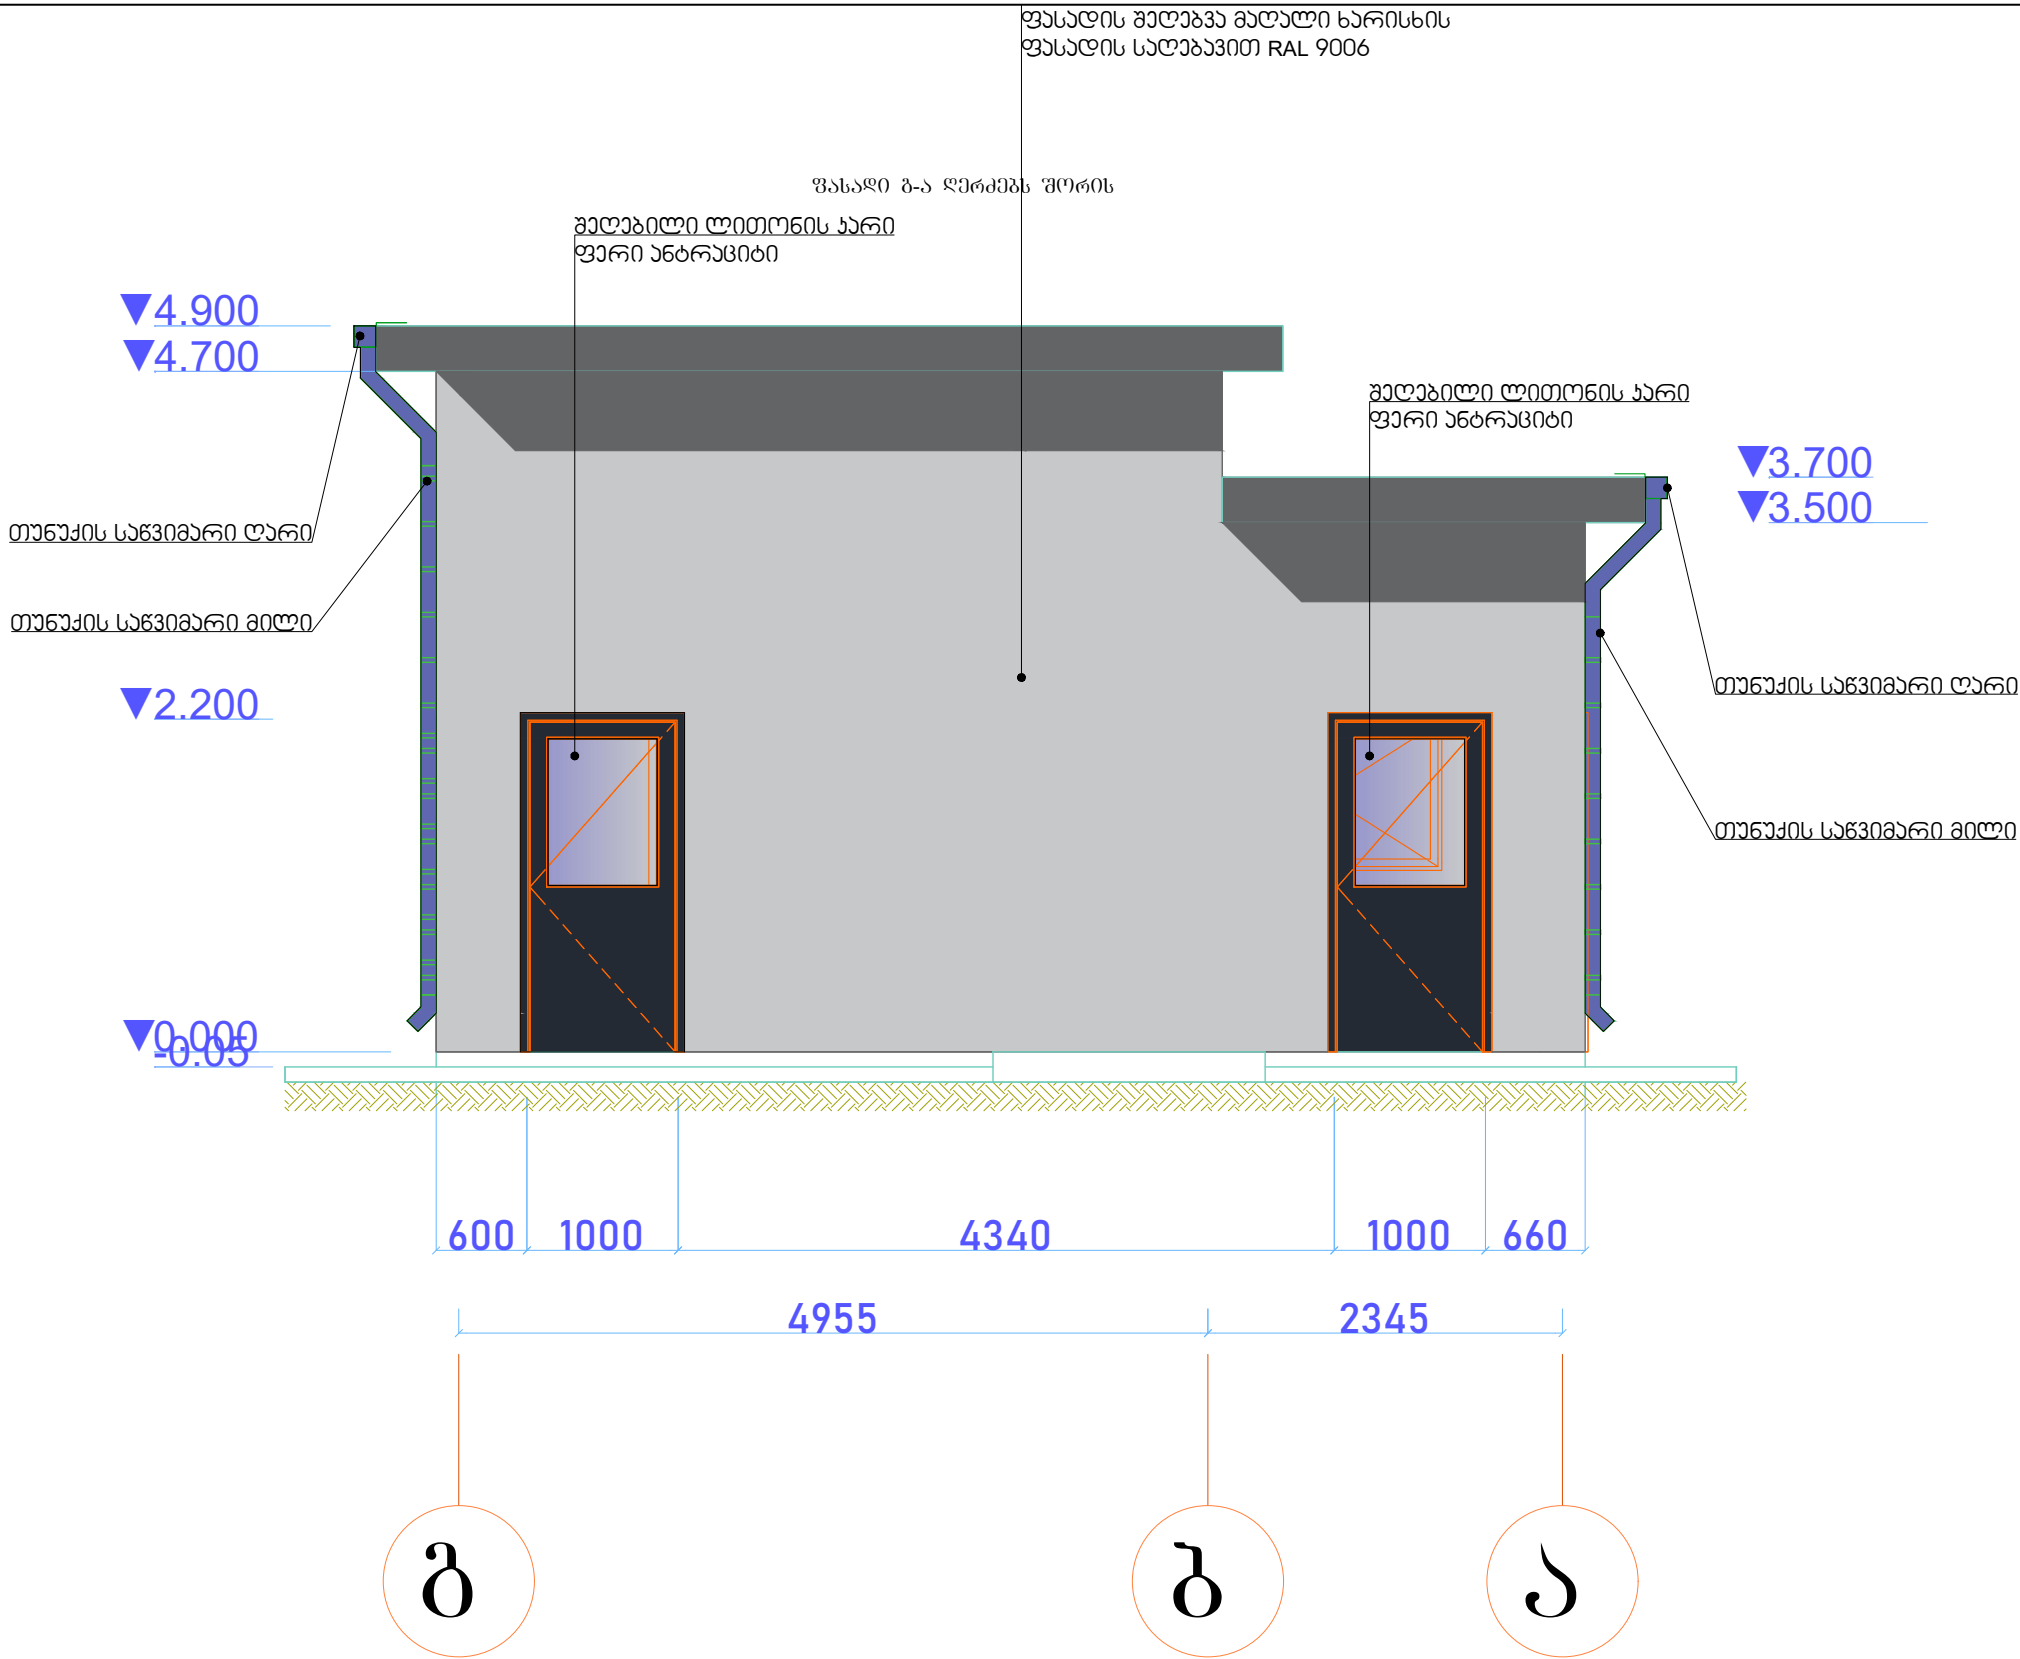 ფასადის შეღებვა მაღალი ხარისხის
ფასადის საღებავით RAL 9006
ფასადი გ-ა ღერძებს შორის
შეღებილი ლითონის კარი
ფერი ანტრაციტი
4.900
4.700
შეღებილი ლითონის კარი
ფერი ანტრაციტი
3.700
3.500
თუნუქის საწვიმარი ღარი
თუნუქის საწვიმარი მილი
თუნუქის საწვიმარი ღარი
2.200
თუნუქის საწვიმარი მილი
0.000
-0.05
600 1000 4340 1000 660
4955 2345
გ ბ ა